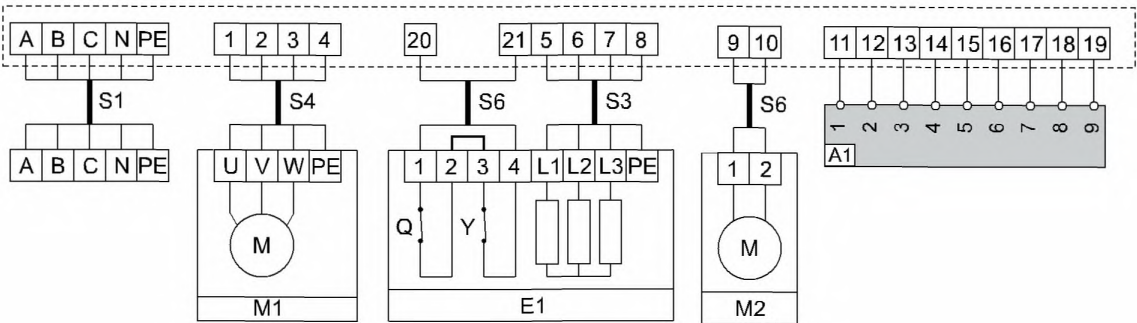 A B C N PE 1 2 3 4 20 21 5 6 7 8 9 10 11 12 13 14 15 16 17 18 19
S1 S4 S6 S3 S6
1 2 3 4 5 6 7 8 9
A1
A B C N PE U V W PE 1 2 3 4 L1 L2 L3 PE 1 2
Q Y
M M
M1 E1 M2